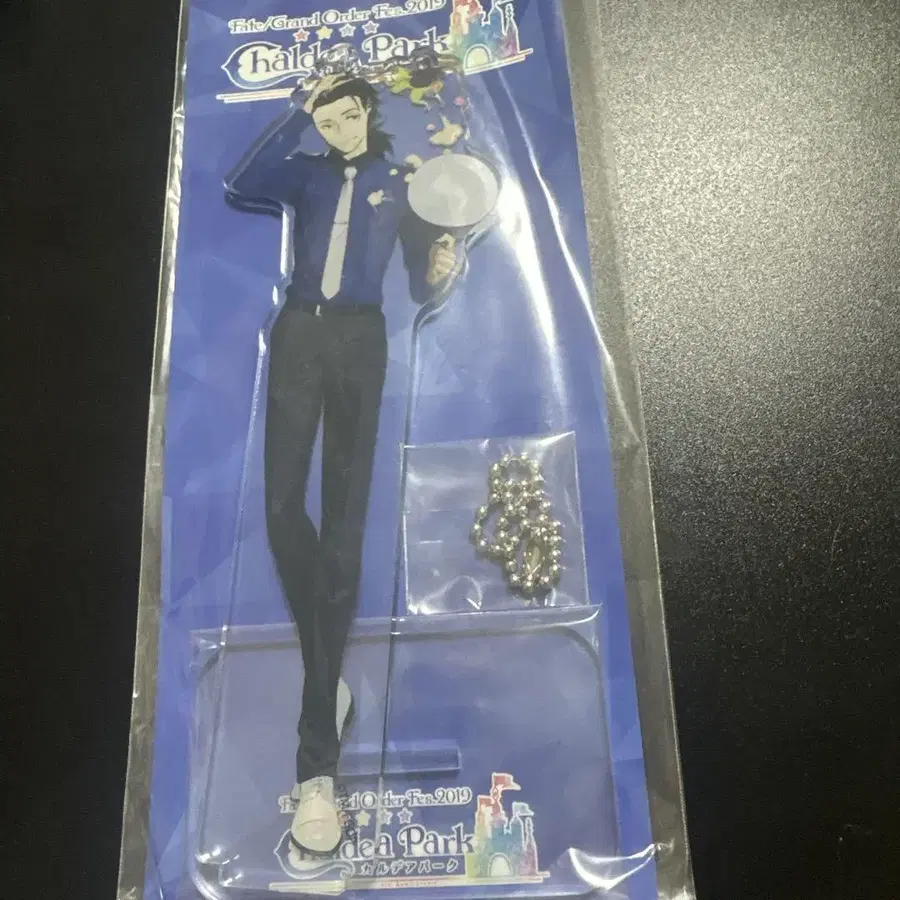 Fate/Grand Order Fes.2019
Chaldea Park
Fate/Grand Order Fes.2019
Chaldea Park
カルデアパーク